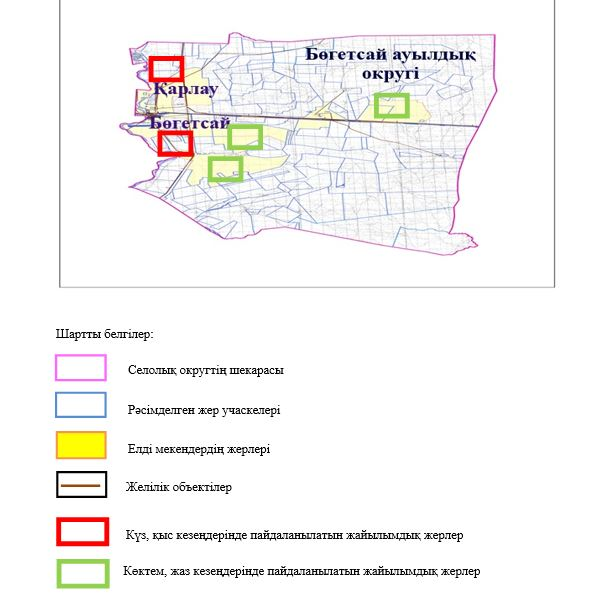 Бөгетсай ауылдық
округі
Қарлау
Бөгетсай
Шартты белгілер:
Селолық округтің шекарасы
Рәсімделген жер учаскелері
Елді мекендердің жерлері
Желілік объектілер
Күз, қыс кезеңдерінде пайдаланылатын жайылымдық жерлер
Көктем, жаз кезеңдерінде пайдаланылатын жайылымдық жерлер